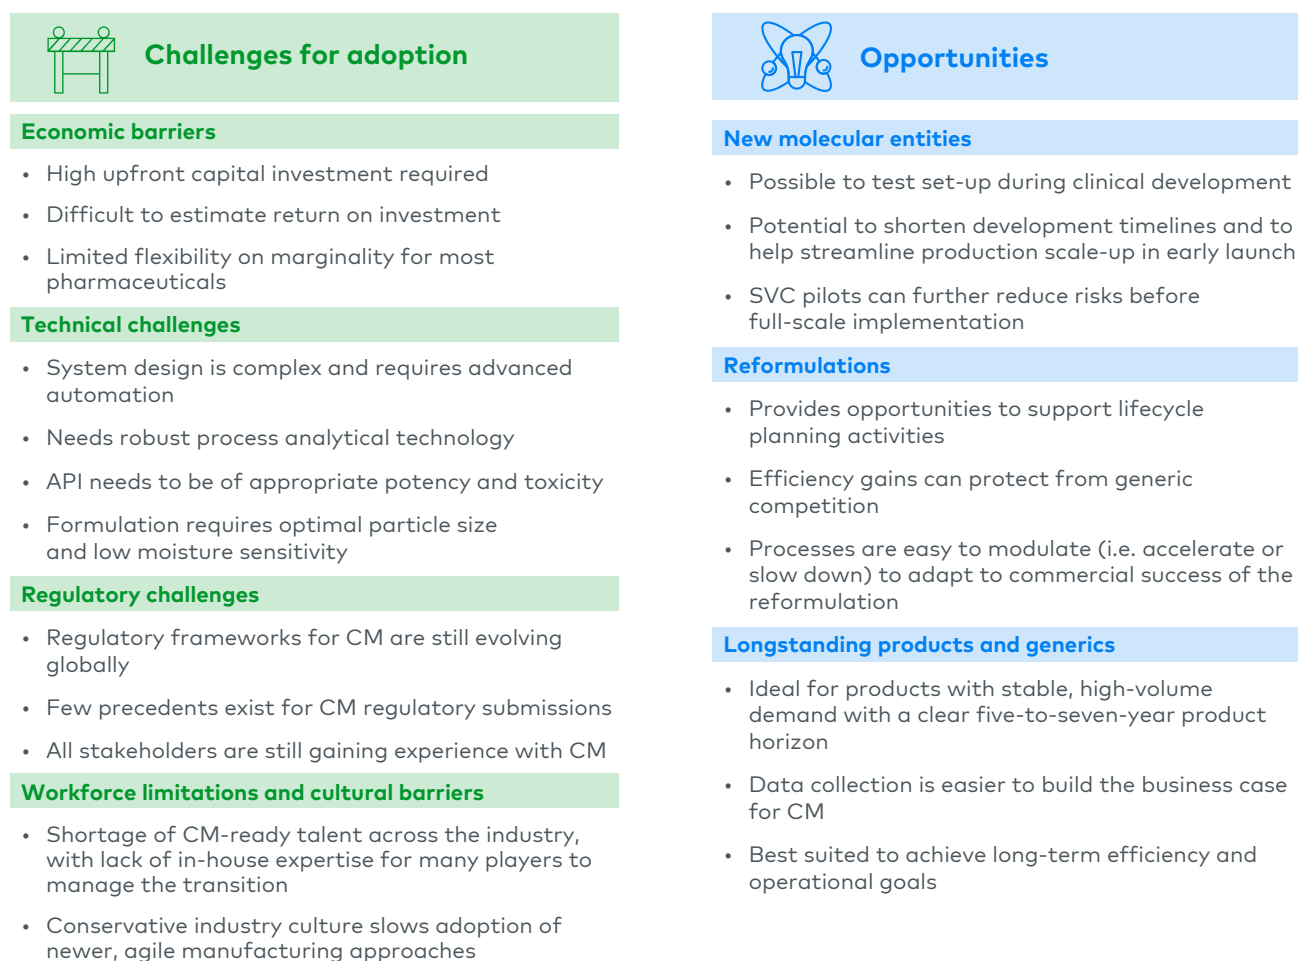 Challenges for adoption
Economic barriers
• High upfront capital investment required
• Difficult to estimate return on investment
• Limited flexibility on marginality for most
pharmaceuticals
Technical challenges
• System design is complex and requires advanced
automation
• Needs robust process analytical technology
• API needs to be of appropriate potency and toxicity
• Formulation requires optimal particle size
and low moisture sensitivity
Regulatory challenges
• Regulatory frameworks for CM are still evolving
globally
• Few precedents exist for CM regulatory submissions
• All stakeholders are still gaining experience with CM
Workforce limitations and cultural barriers
• Shortage of CM-ready talent across the industry,
with lack of in-house expertise for many players to
manage the transition
• Conservative industry culture slows adoption of
newer, agile manufacturing approaches
Opportunities
New molecular entities
• Possible to test set-up during clinical development
• Potential to shorten development timelines and to
help streamline production scale-up in early launch
• SVC pilots can further reduce risks before
full-scale implementation
Reformulations
• Provides opportunities to support lifecycle
planning activities
• Efficiency gains can protect from generic
competition
• Processes are easy to modulate (i.e. accelerate or
slow down) to adapt to commercial success of the
reformulation
Longstanding products and generics
• Ideal for products with stable, high-volume
demand with a clear five-to-seven-year product
horizon
• Data collection is easier to build the business case
for CM
• Best suited to achieve long-term efficiency and
operational goals